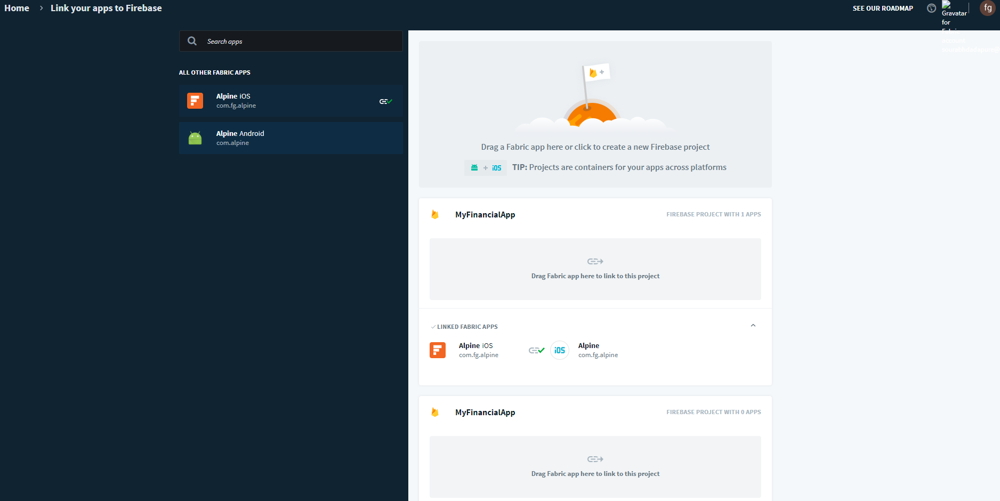 Home > Link your apps to Firebase
SEE OUR ROADMAP
Gravatar
for
account
fg
Search apps
ALL OTHER FABRIC APPS
Alpine iOS
com.fg.alpine
Alpine Android
com.alpine
Drag a Fabric app here or click to create a new Firebase project
+ iOS TIP: Projects are containers for your apps across platforms
MyFinancialApp
FIREBASE PROJECT WITH 1 APPS
Drag Fabric app here to link to this project
LINKED FABRIC APPS
Alpine iOS
com.fg.alpine
iOS
Alpine
com.fg.alpine
MyFinancialApp
FIREBASE PROJECT WITH 0 APPS
Drag Fabric app here to link to this project